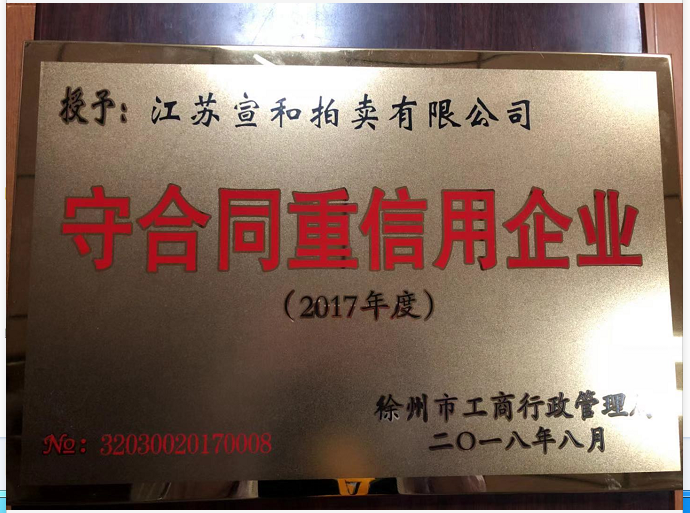 授予：江苏宣和拍卖有限公司
守合同重信用企业
（2017年度）
徐州市工商行政管理
二〇一八年八月
№：32030020170008